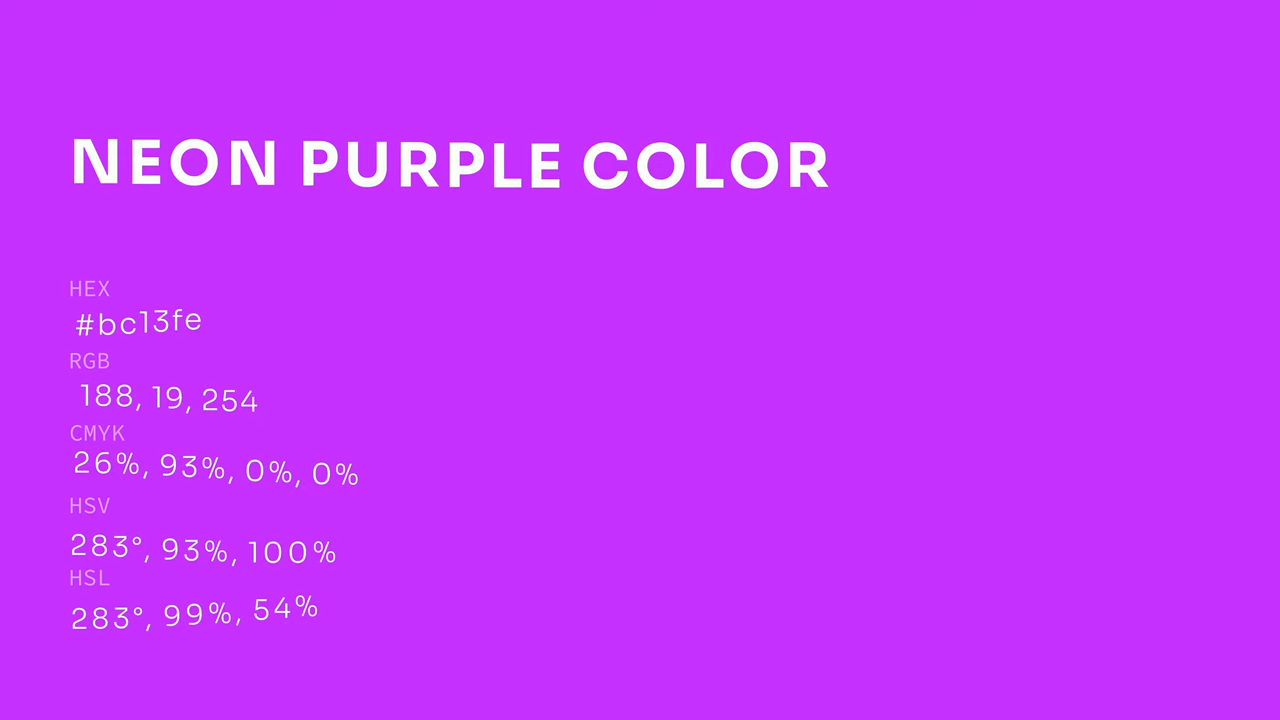 NEON PURPLE COLOR
HEX
#bc13fe
RGB
188, 19, 254
CMYK
26%, 93%, 0%, 0%
HSV
283°, 93%, 100%
HSL
283°, 99%, 54%